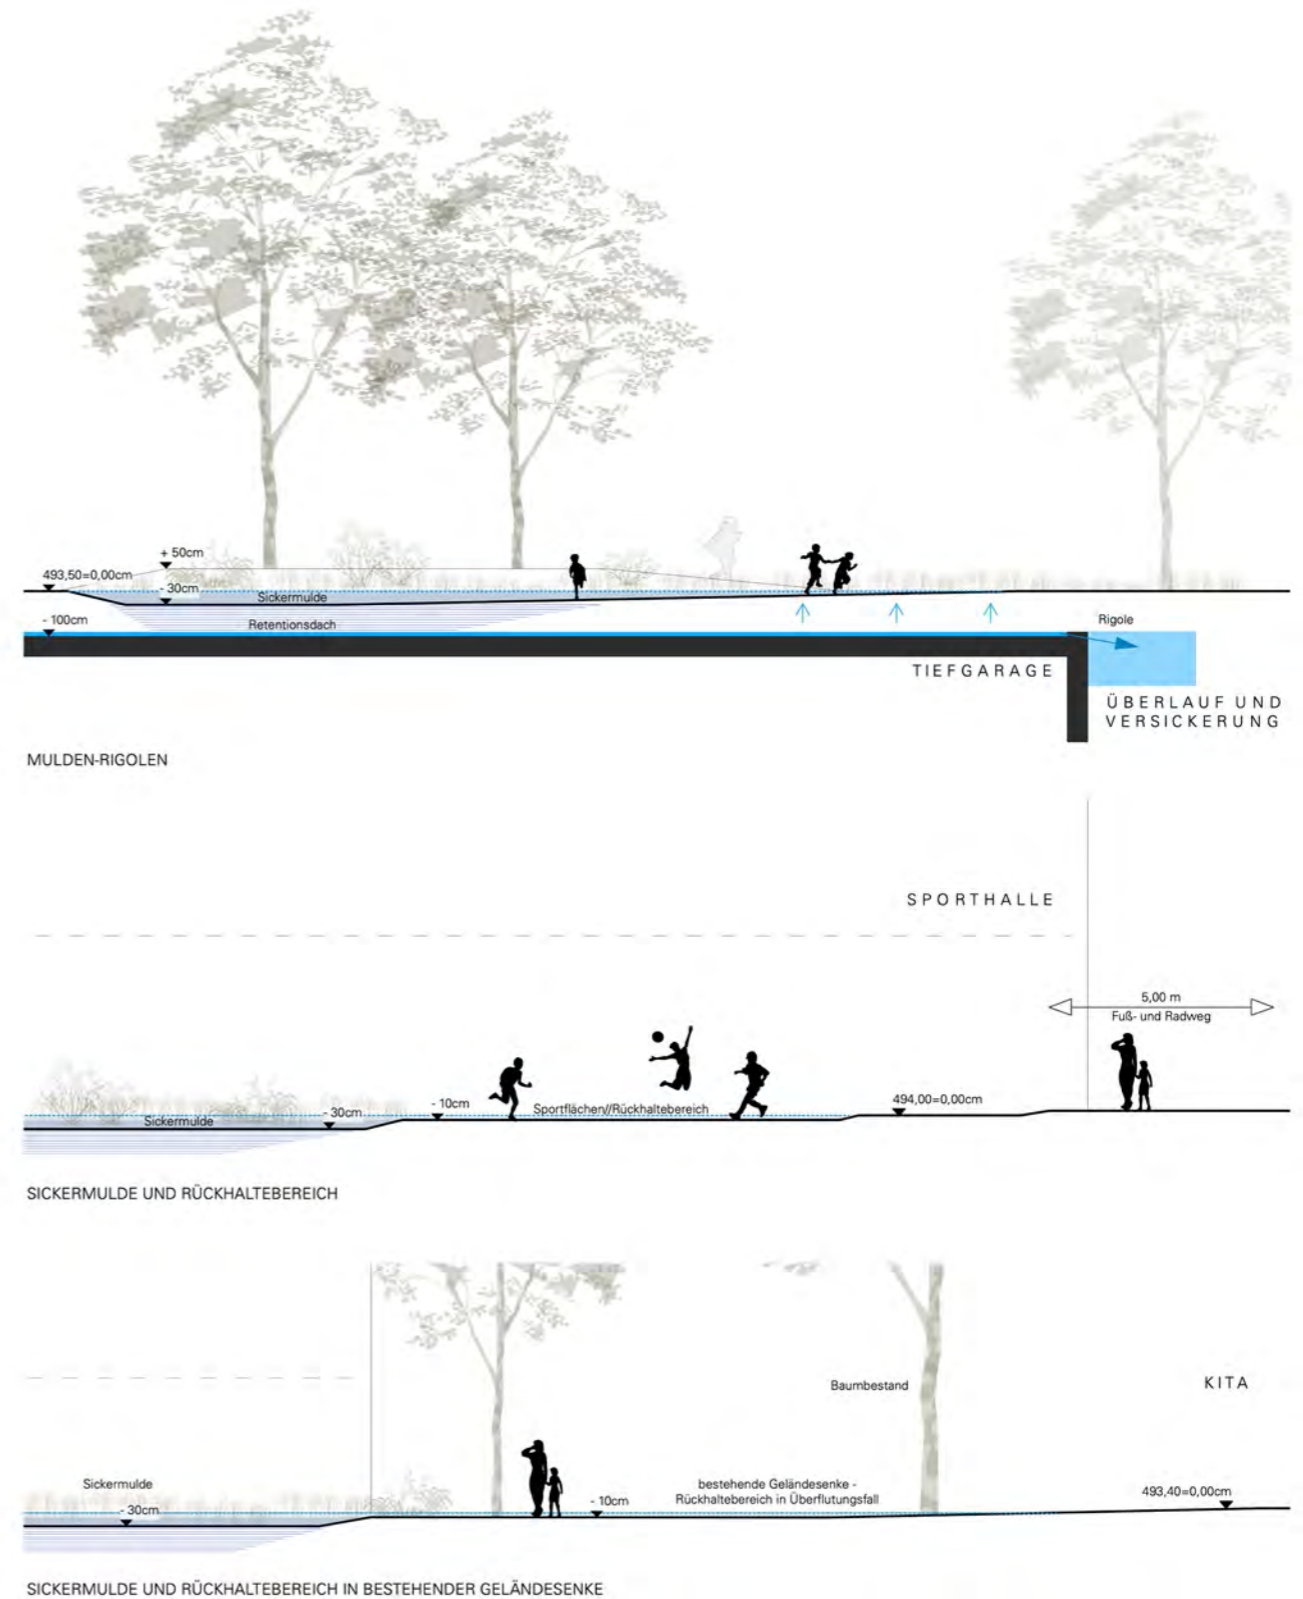 + 50cm
493,50=0,00cm
- 30cm
Sickermulde
- 100cm
Retentionsdach
Rigole
TIEFGARAGE
ÜBERLAUF UND
VERSICKERUNG
MULDEN-RIGOLEN
SPORTHALLE
5,00 m
Fuß- und Radweg
- 10cm
494,00=0,00cm
- 30cm
Sportflächen//Rückhaltebereich
Sickermulde
SICKERMULDE UND RÜCKHALTEBEREICH
Baumbestand
KITA
Sickermulde
bestehende Geländesenke -
Rückhaltebereich in Überflutungsfall
493,40=0,00cm
- 30cm
- 10cm
SICKERMULDE UND RÜCKHALTEBEREICH IN BESTEHENDER GELÄNDESENKE